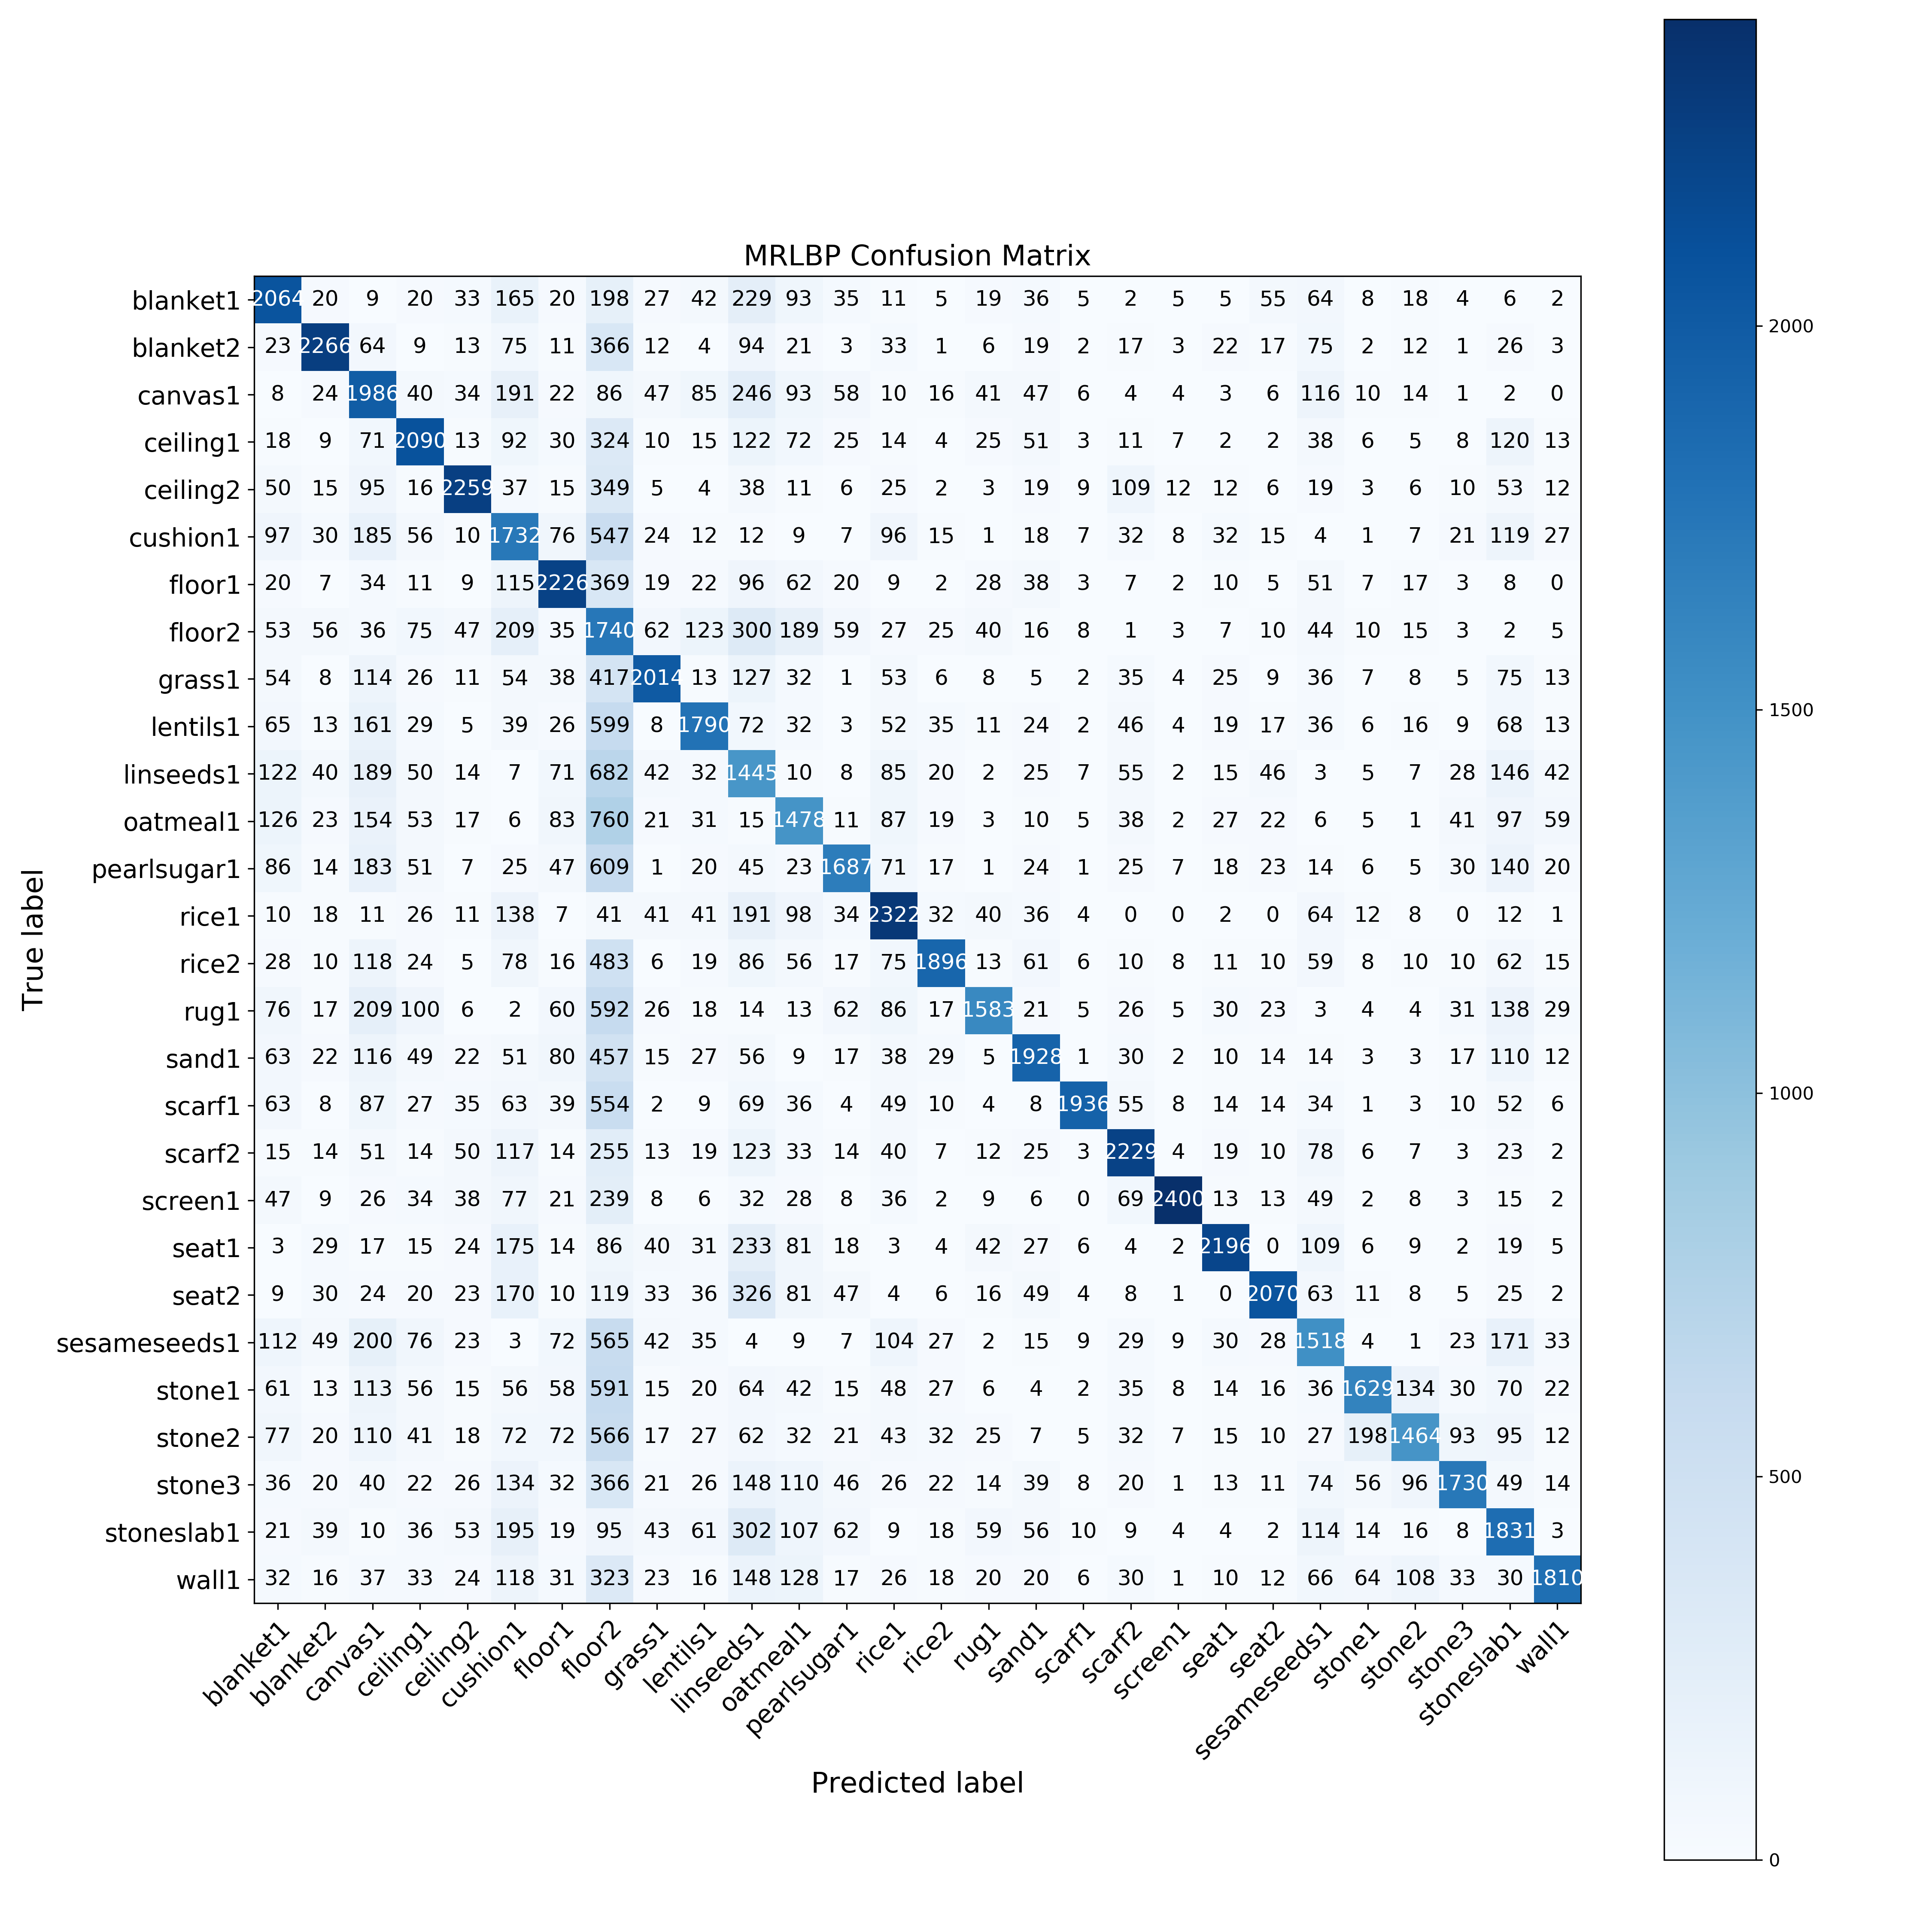 MRLBP Confusion Matrix
blanket1 2064 20 9 20 33 165 20 198 27 42 229 93 35 11 5 19 36 5 2 5 5 55 64 8 18 4 6 2
blanket2 23 2266 64 9 13 75 11 366 12 4 94 21 3 33 1 6 19 2 17 3 22 17 75 2 12 1 26 3
canvas1 8 24 1986 40 34 191 22 86 47 85 246 93 58 10 16 41 47 6 4 4 3 6 116 10 14 1 2 0
ceiling1 18 9 71 2090 13 92 30 324 10 15 122 72 25 14 4 25 51 3 11 7 2 2 38 6 5 8 120 13
ceiling2 50 15 95 16 2259 37 15 349 5 4 38 11 6 25 2 3 19 9 109 12 12 6 19 3 6 10 53 12
cushion1 97 30 185 56 10 1732 76 547 24 12 12 9 7 96 15 1 18 7 32 8 32 15 4 1 7 21 119 27
floor1 20 7 34 11 9 115 2226 369 19 22 96 62 20 9 2 28 38 3 7 2 10 5 51 7 17 3 8 0
floor2 53 56 36 75 47 209 35 1740 62 123 300 189 59 27 25 40 16 8 1 3 7 10 44 10 15 3 2 5
grass1 54 8 114 26 11 54 38 417 2014 13 127 32 1 53 6 8 5 2 35 4 25 9 36 7 8 5 75 13
lentils1 65 13 161 29 5 39 26 599 8 1790 72 32 3 52 35 11 24 2 46 4 19 17 36 6 16 9 68 13
linseeds1 122 40 189 50 14 7 71 682 42 32 1445 10 8 85 20 2 25 7 55 2 15 46 3 5 7 28 146 42
oatmeal1 126 23 154 53 17 6 83 760 21 31 15 1478 11 87 19 3 10 5 38 2 27 22 6 5 1 41 97 59
pearlsugar1 86 14 183 51 7 25 47 609 1 20 45 23 1687 71 17 1 24 1 25 7 18 23 14 6 5 30 140 20
rice1 10 18 11 26 11 138 7 41 41 41 191 98 34 2322 32 40 36 4 0 0 2 0 64 12 8 0 12 1
rice2 28 10 118 24 5 78 16 483 6 19 86 56 17 75 1896 13 61 6 10 8 11 10 59 8 10 10 62 15
rug1 76 17 209 100 6 2 60 592 26 18 14 13 62 86 17 1583 21 5 26 5 30 23 3 4 4 31 138 29
sand1 63 22 116 49 22 51 80 457 15 27 56 9 17 38 29 5 1928 1 30 2 10 14 14 3 3 17 110 12
scarf1 63 8 87 27 35 63 39 554 2 9 69 36 4 49 10 4 8 1936 55 8 14 14 34 1 3 10 52 6
scarf2 15 14 51 14 50 117 14 255 13 19 123 33 14 40 7 12 25 3 2229 4 19 10 78 6 7 3 23 2
screen1 47 9 26 34 38 77 21 239 8 6 32 28 8 36 2 9 6 0 69 2400 13 13 49 2 8 3 15 2
seat1 3 29 17 15 24 175 14 86 40 31 233 81 18 3 4 42 27 6 4 2 2196 0 109 6 9 2 19 5
seat2 9 30 24 20 23 170 10 119 33 36 326 81 47 4 6 16 49 4 8 1 0 2070 63 11 8 5 25 2
sesameseeds1 112 49 200 76 23 3 72 565 42 35 4 9 7 104 27 2 15 9 29 9 30 28 1518 4 1 23 171 33
stone1 61 13 113 56 15 56 58 591 15 20 64 42 15 48 27 6 4 2 35 8 14 16 36 1629 134 30 70 22
stone2 77 20 110 41 18 72 72 566 17 27 62 32 21 43 32 25 7 5 32 7 15 10 27 198 1464 93 95 12
stone3 36 20 40 22 26 134 32 366 21 26 148 110 46 26 22 14 39 8 20 1 13 11 74 56 96 1730 49 14
stoneslab1 21 39 10 36 53 195 19 95 43 61 302 107 62 9 18 59 56 10 9 4 4 2 114 14 16 8 1831 3
wall1 32 16 37 33 24 118 31 323 23 16 148 128 17 26 18 20 20 6 30 1 10 12 66 64 108 33 30 1810
blanket1 blanket2 canvas1 ceiling1 ceiling2 cushion1 floor1 floor2 grass1 lentils1 linseeds1 oatmeal1 pearlsugar1 rice1 rice2 rug1 sand1 scarf1 scarf2 screen1 seat1 seat2 sesameseeds1 stone1 stone2 stone3 stoneslab1 wall1
True label
Predicted label
2000
1500
1000
500
0